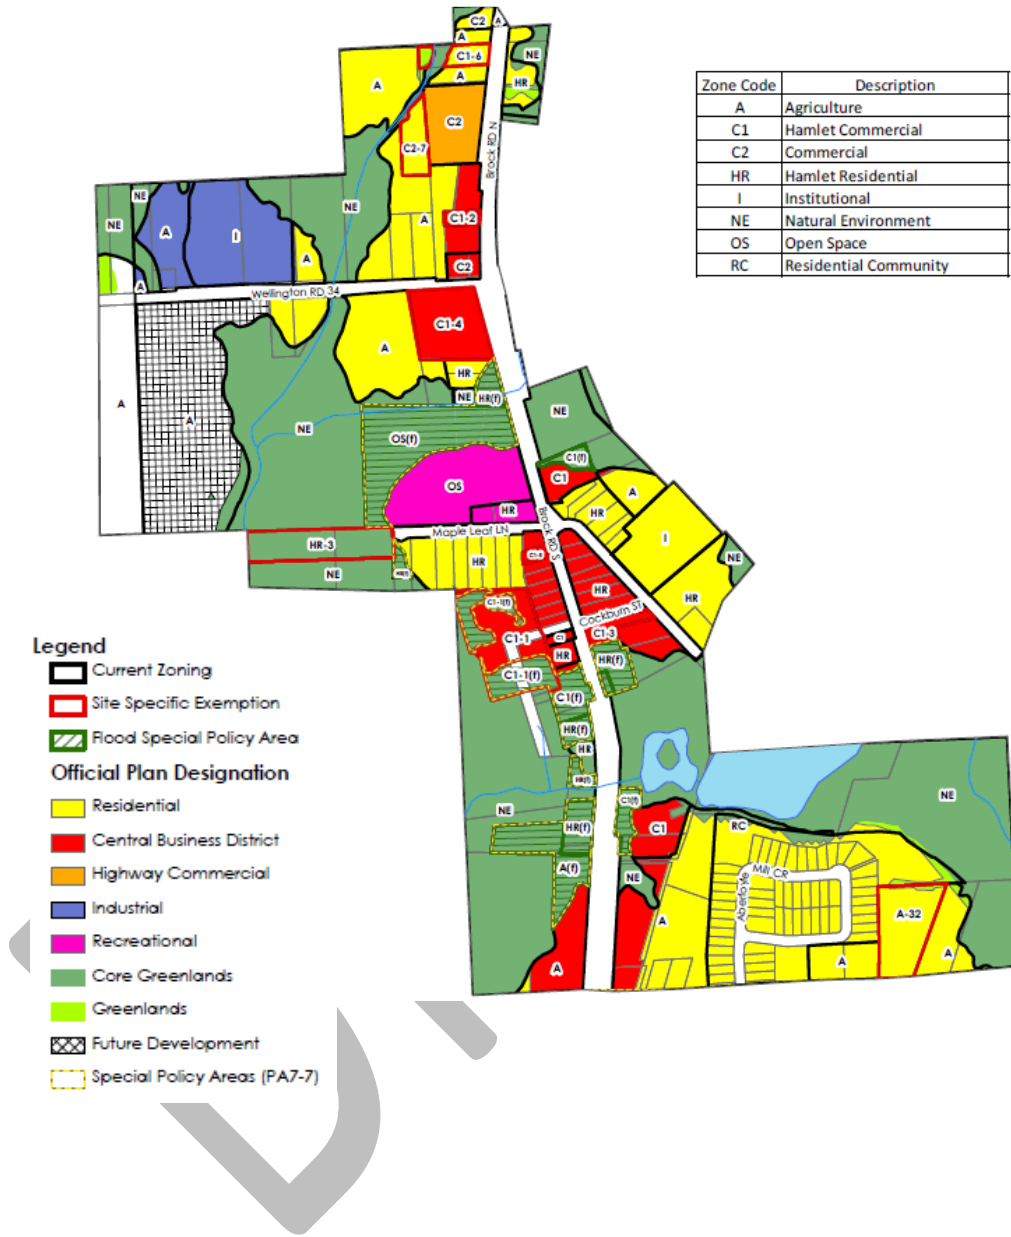 C2
A
A
C1-6
NE
A
A
HR
C2
Brock RD N
C2-7
NE
NE
NE
A
C1-2
A
I
A
C2
A
Wellington RD 34
C1-4
A
HR
NE
HR(f)
A
A
NE
NE
OS(f)
C1(f)
C1
OS
A
HR
HR
Brock RD S
Maple Leaf LN
I
HR-3
C1-5
HR
NE
NE
HR(f)
HR
HR
C1-1(f)
Cockburn ST
C1-1
C1
C1-3
HR
HR(f)
C1-1(f)
C1(f)
HR(f)
HR
HR(f)
NE
C1(f)
NE
HR(f)
C1
RC
A(f)
NE
Mill CR
Aberfoyle
A
A-32
A
A
A
Zone Code Description
A Agriculture
C1 Hamlet Commercial
C2 Commercial
HR Hamlet Residential
I Institutional
NE Natural Environment
OS Open Space
RC Residential Community
Legend
Current Zoning
Site Specific Exemption
Flood Special Policy Area
Official Plan Designation
Residential
Central Business District
Highway Commercial
Industrial
Recreational
Core Greenlands
Greenlands
Future Development
Special Policy Areas (PA7-7)